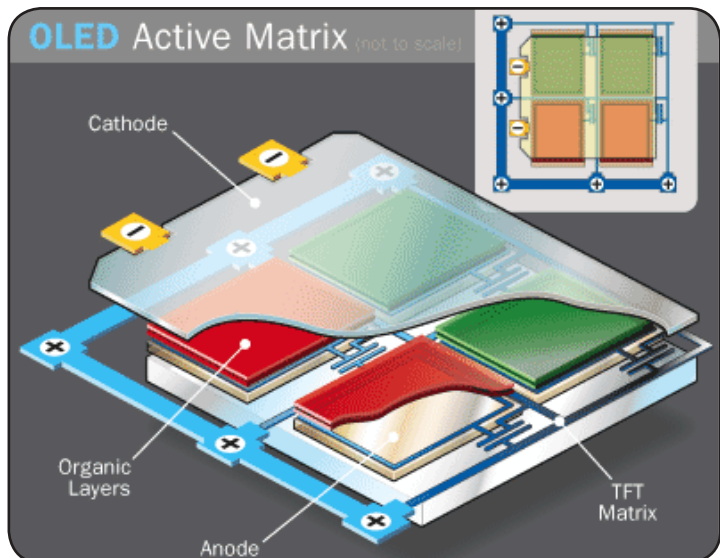 OLED Active Matrix (not to scale)
Cathode
Organic
Layers
Anode
TFT
Matrix